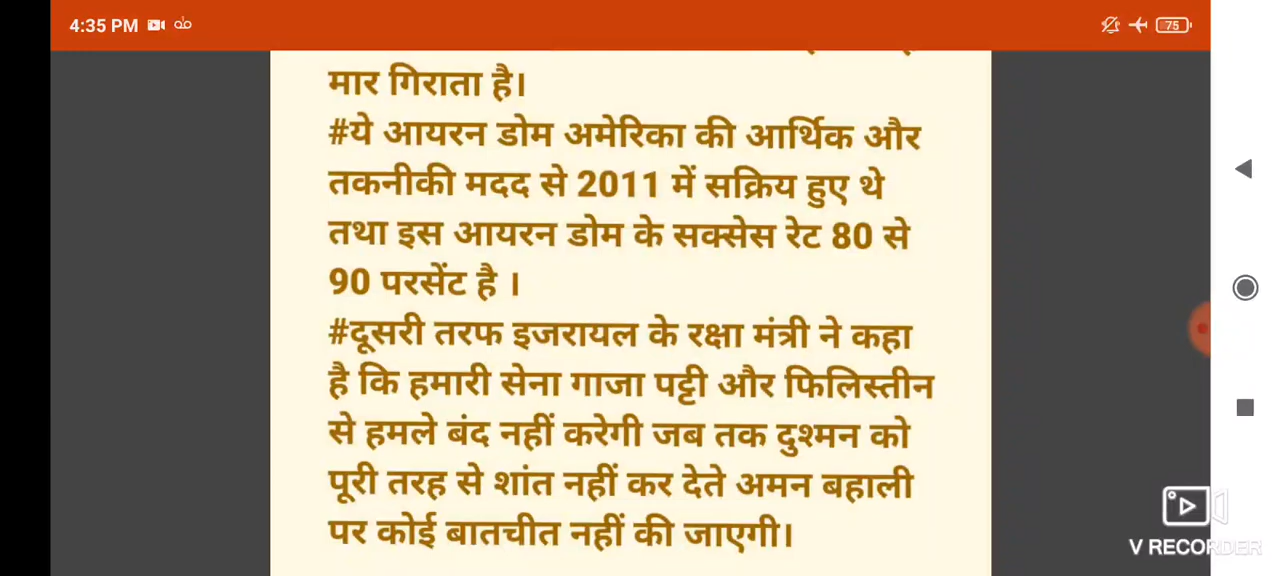 4:35 PM
75
मार गिराता है।
#ये आयरन डोम अमेरिका की आर्थिक और
तकनीकी मदद से 2011 में सक्रिय हुए थे
तथा इस आयरन डोम के सक्सेस रेट 80 से
90 परसेंट है ।
#दूसरी तरफ इजरायल के रक्षा मंत्री ने कहा
है कि हमारी सेना गाजा पट्टी और फिलिस्तीन
से हमले बंद नहीं करेगी जब तक दुश्मन को
पूरी तरह से शांत नहीं कर देते अमन बहाली
पर कोई बातचीत नहीं की जाएगी।
V RECORDER